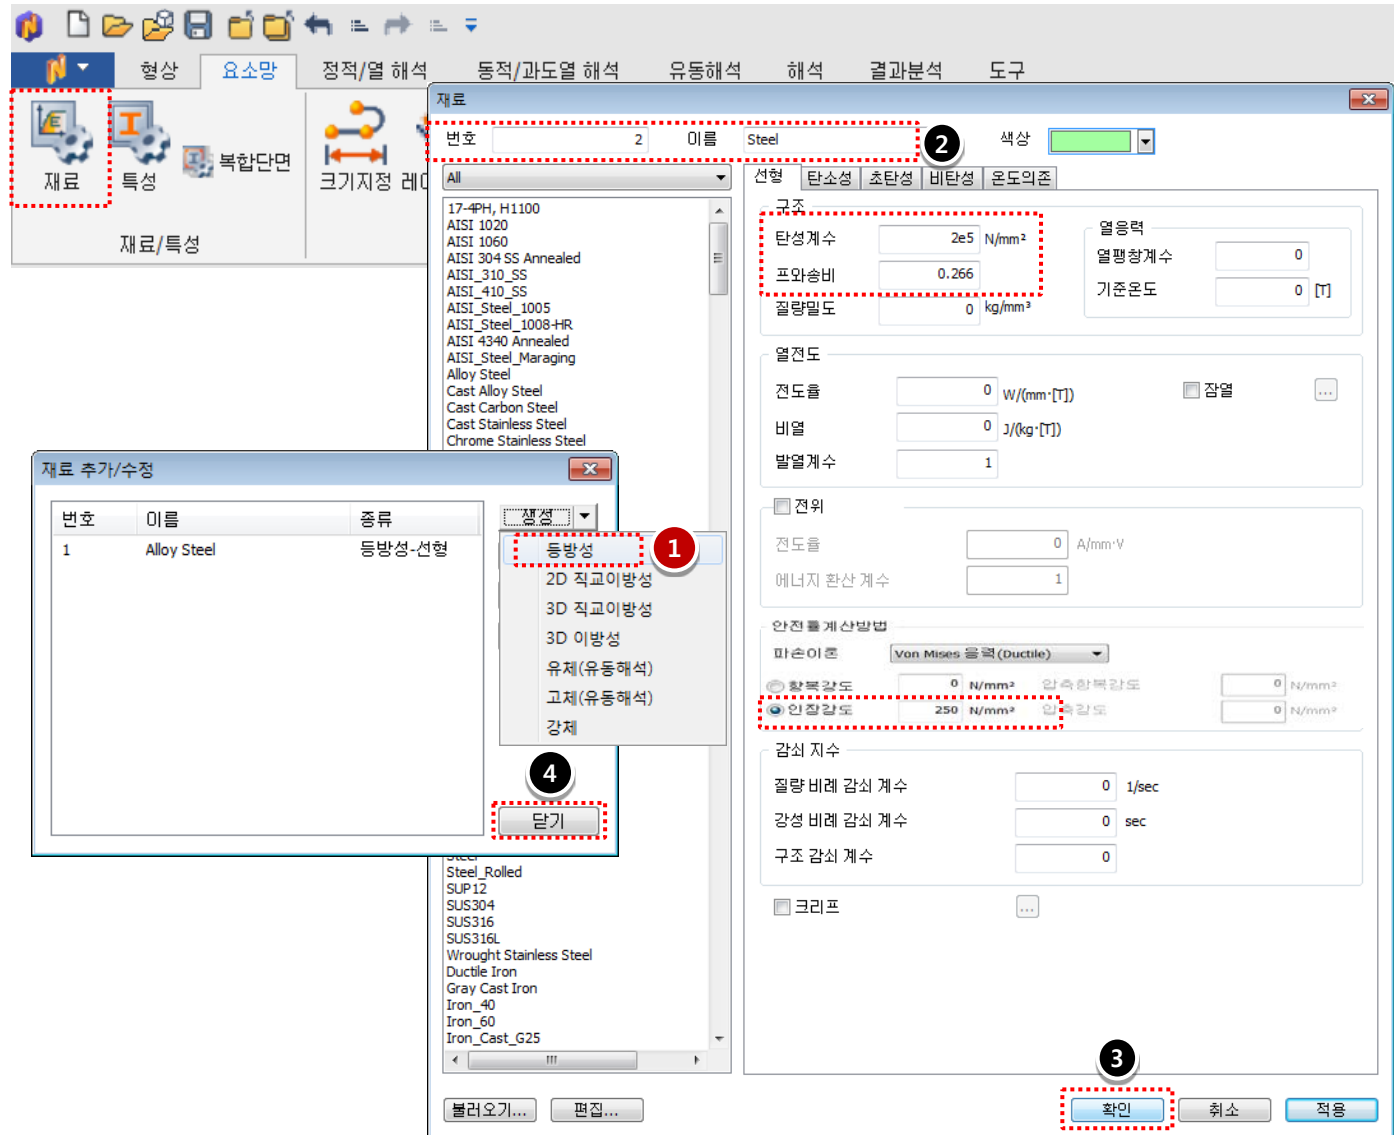 형상
요소망
정적/열 해석
동적/과도열 해석
유동해석
해석
결과분석
도구
재료
특성
복합단면
크기지정
재료/특성
재료
번호 2
이름 Steel
2
색상
All
17-4PH, H1100
AISI 1020
AISI 1060
AISI 304 SS Annealed
AISI_310_SS
AISI_410_SS
AISI_Steel_1005
AISI_Steel_1008-HR
AISI 4340 Annealed
AISI_Steel_Maraging
Alloy Steel
Cast Alloy Steel
Cast Carbon Steel
Cast Stainless Steel
Chrome Stainless Steel
Steel
Steel_Rolled
SUP12
SUS304
SUS316
SUS316L
Wrought Stainless Steel
Ductile Iron
Gray Cast Iron
Iron_40
Iron_60
Iron_Cast_G25
불러오기...
편집...
선형
탄소성
초탄성
비탄성
온도의존
구조
탄성계수 2e5 N/mm²
프와송비 0.266
질량밀도 0 kg/mm³
열응력
열팽창계수 0
기준온도 0 [T]
열전도
전도율 0 W/(mm·[T])
잠열 ...
비열 0 J/(kg·[T])
발열계수 1
전위
전도율 0 A/mm·V
에너지 환산 계수 1
안전률계산방법
파손이론 Von Mises 응력(Ductile)
항복강도 0 N/mm² 압축항복강도 0 N/mm²
인장강도 250 N/mm² 압축강도 0 N/mm²
감쇠 지수
질량 비례 감쇠 계수 0 1/sec
강성 비례 감쇠 계수 0 sec
구조 감쇠 계수 0
크리프 ...
3
확인
취소
적용
재료 추가/수정
번호 이름 종류
1 Alloy Steel 등방성-선형
생성
등방성
1
2D 직교이방성
3D 직교이방성
3D 이방성
유체(유동해석)
고체(유동해석)
강체
4
닫기